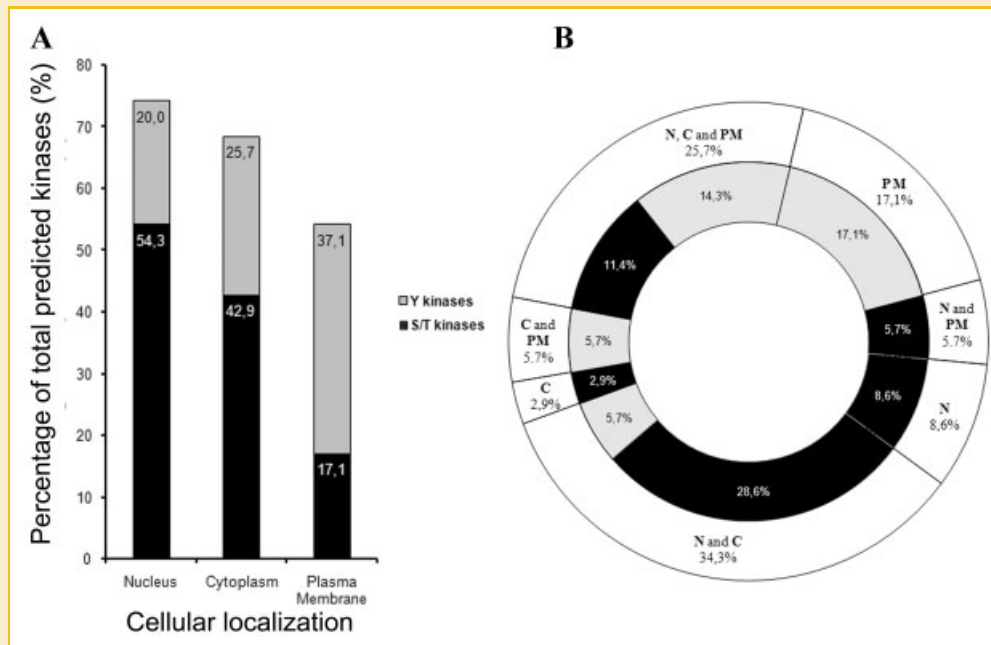 A
Percentage of total predicted kinases (%)
80
70
60
50
40
30
20
10
0
20,0
54,3
25,7
42,9
37,1
17,1
Nucleus
Cytoplasm
Plasma
Membrane
Cellular localization
Y kinases
S/T kinases
B
N, C and PM
25,7%
PM
17,1%
N and
PM
5.7%
N
8,6%
N and C
34,3%
C
2,9%
C and
PM
5.7%
14,3%
17,1%
5,7%
8,6%
28,6%
5,7%
2,9%
5,7%
11,4%